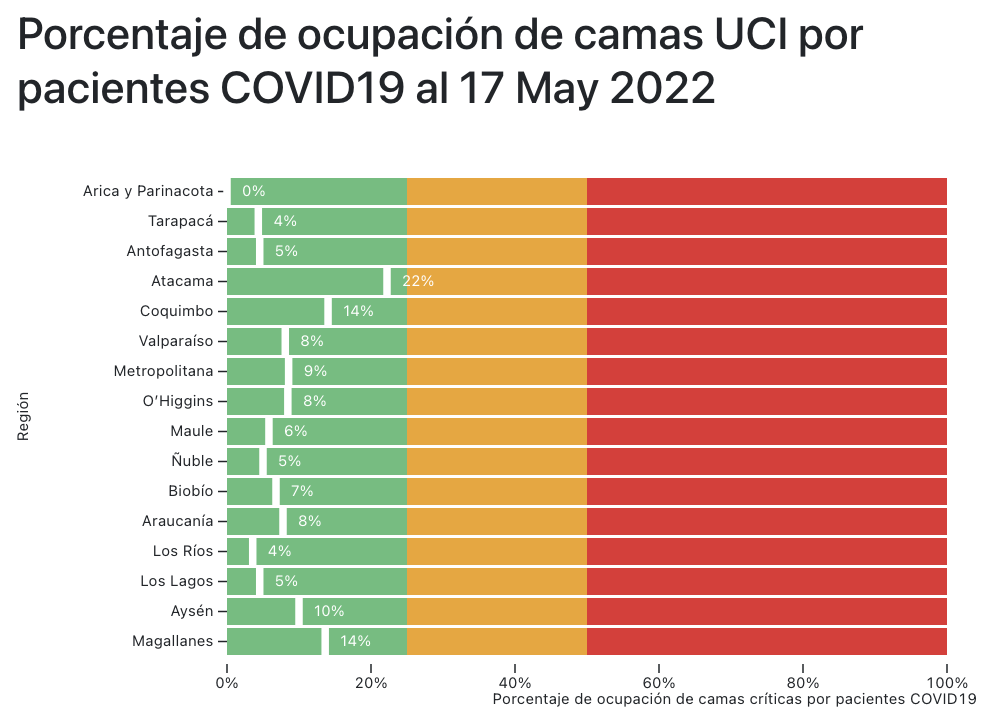 Porcentaje de ocupación de camas UCI por
pacientes COVID19 al 17 May 2022
Región
Arica y Parinacota 0%
Tarapacá 4%
Antofagasta 5%
Atacama 22%
Coquimbo 14%
Valparaíso 8%
Metropolitana 9%
O’Higgins 8%
Maule 6%
Ñuble 5%
Biobío 7%
Araucanía 8%
Los Ríos 4%
Los Lagos 5%
Aysén 10%
Magallanes 14%
0% 20% 40% 60% 80% 100%
Porcentaje de ocupación de camas críticas por pacientes COVID19